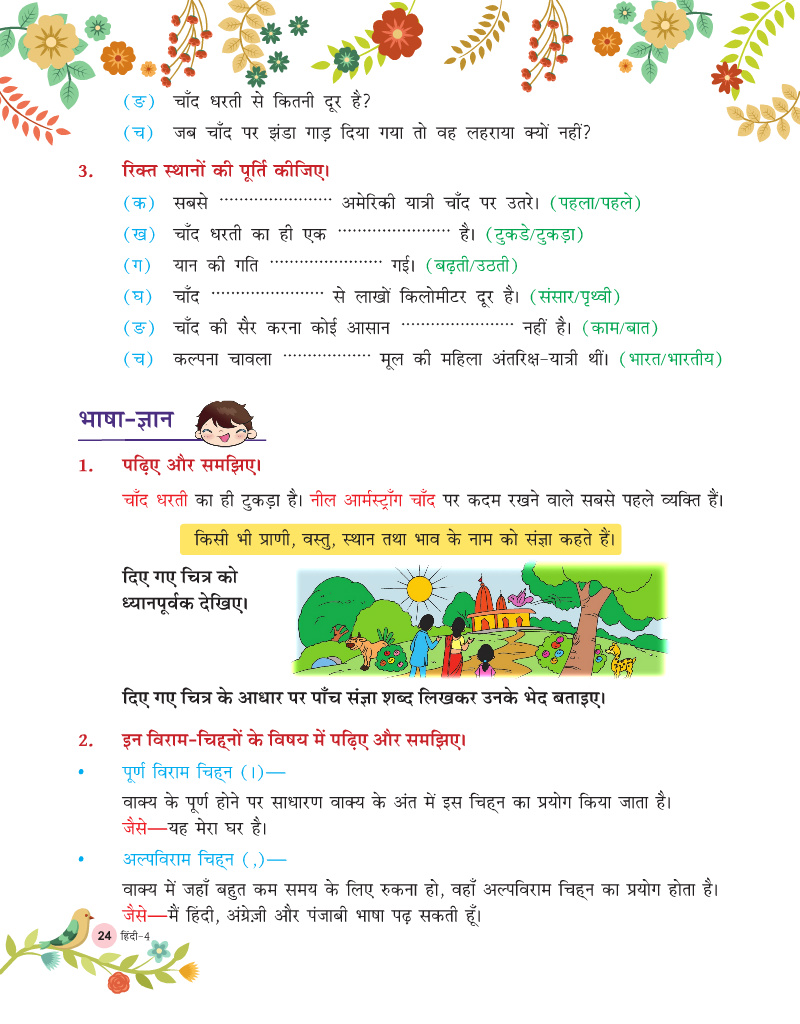 (ङ) चाँद धरती से कितनी दूर है?
(च) जब चाँद पर झंडा गाड़ दिया गया तो वह लहराया क्यों नहीं?
3. रिक्त स्थानों की पूर्ति कीजिए।
(क) सबसे ....................... अमेरिकी यात्री चाँद पर उतरे। (पहला/पहले)
(ख) चाँद धरती का ही एक ....................... है। (टुकडे/टुकड़ा)
(ग) यान की गति ....................... गई। (बढ़ती/उठती)
(घ) चाँद ....................... से लाखों किलोमीटर दूर है। (संसार/पृथ्वी)
(ङ) चाँद की सैर करना कोई आसान ....................... नहीं है। (काम/बात)
(च) कल्पना चावला .................. मूल की महिला अंतरिक्ष-यात्री थीं। (भारत/भारतीय)
भाषा-ज्ञान
1. पढ़िए और समझिए।
चाँद धरती का ही टुकड़ा है। नील आर्मस्ट्राँग चाँद पर कदम रखने वाले सबसे पहले व्यक्ति हैं।
किसी भी प्राणी, वस्तु, स्थान तथा भाव के नाम को संज्ञा कहते हैं।
दिए गए चित्र को
ध्यानपूर्वक देखिए।
दिए गए चित्र के आधार पर पाँच संज्ञा शब्द लिखकर उनके भेद बताइए।
2. इन विराम-चिह्नों के विषय में पढ़िए और समझिए।
• पूर्ण विराम चिह्न (।)—
वाक्य के पूर्ण होने पर साधारण वाक्य के अंत में इस चिह्न का प्रयोग किया जाता है।
जैसे—यह मेरा घर है।
• अल्पविराम चिह्न (,)—
वाक्य में जहाँ बहुत कम समय के लिए रुकना हो, वहाँ अल्पविराम चिह्न का प्रयोग होता है।
जैसे—मैं हिंदी, अंग्रेज़ी और पंजाबी भाषा पढ़ सकती हूँ।
24 हिंदी-4